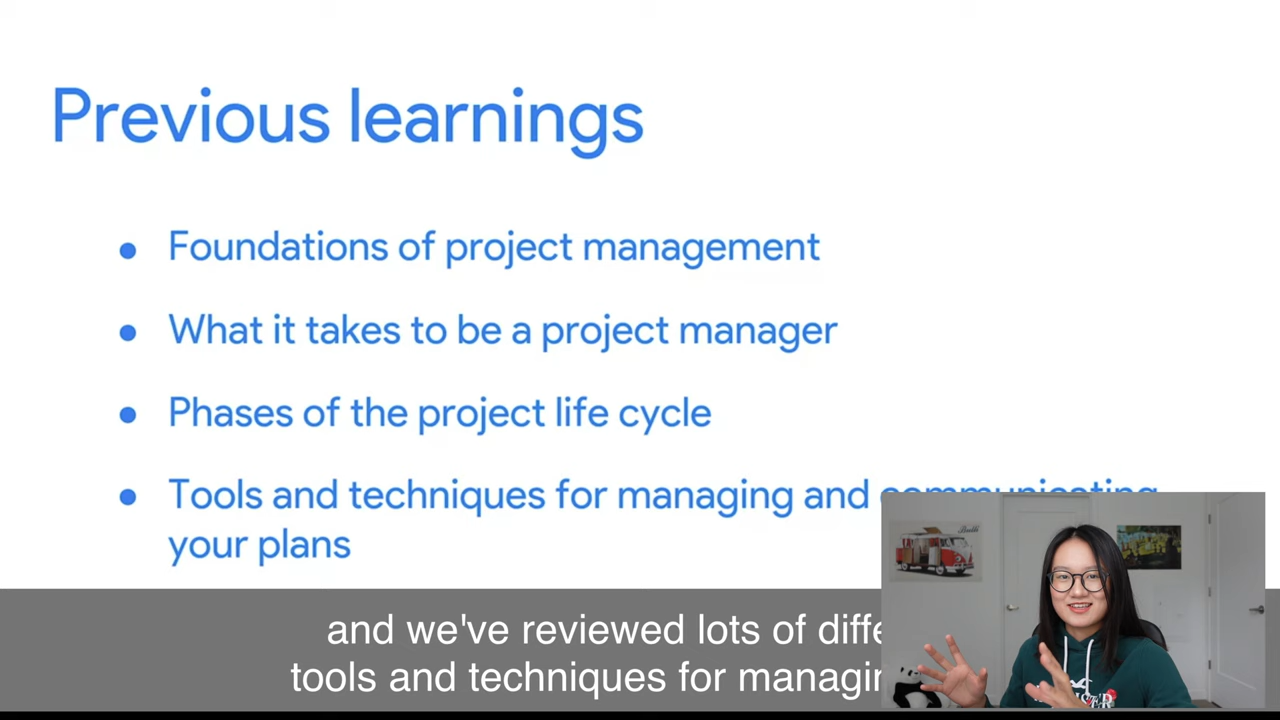 Previous learnings
● Foundations of project management
● What it takes to be a project manager
● Phases of the project life cycle
● Tools and techniques for managing and communicating
your plans
and we've reviewed lots of diffe
tools and techniques for managin